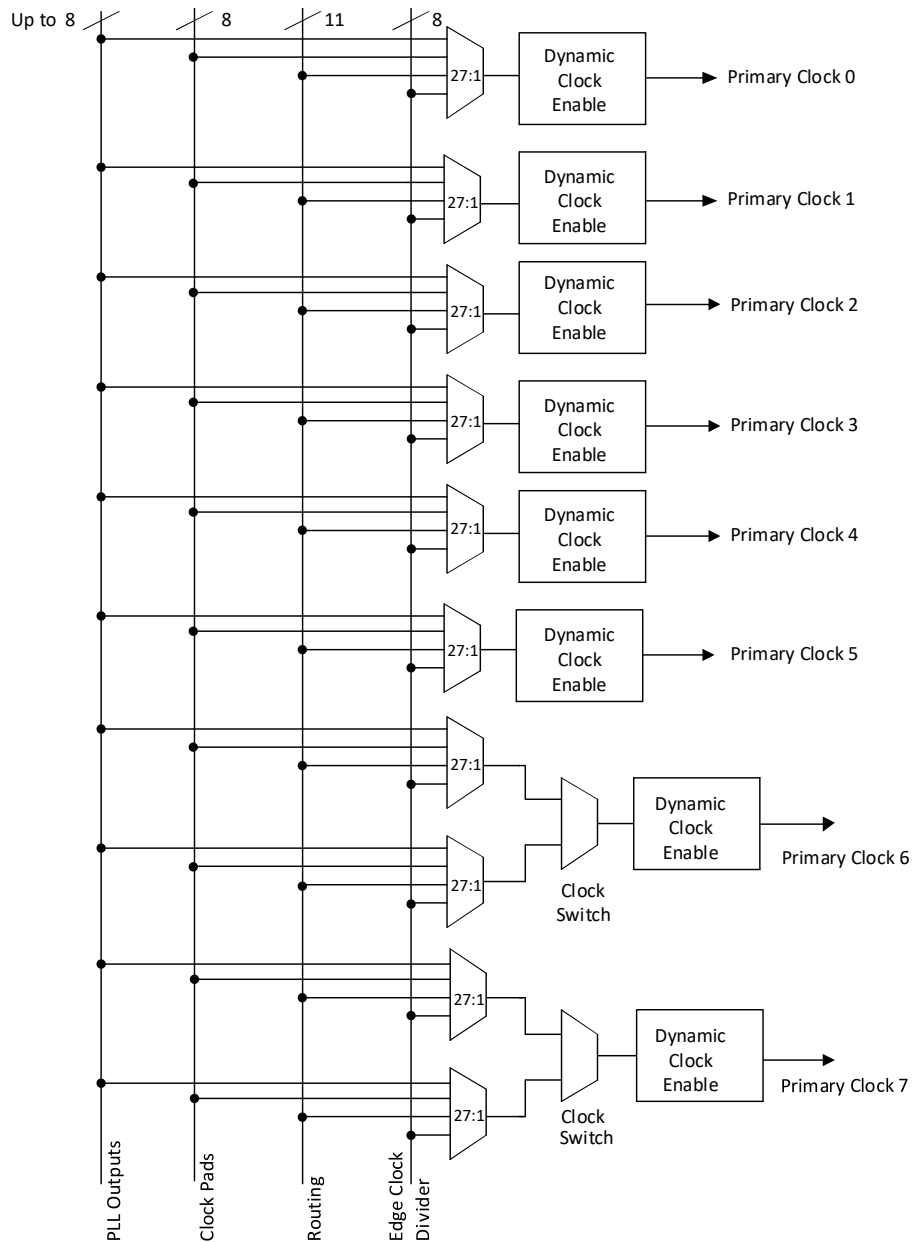 Up to 8 8 11 8
27:1
Dynamic
Clock
Enable
Primary Clock 0
27:1
Dynamic
Clock
Enable
Primary Clock 1
27:1
Dynamic
Clock
Enable
Primary Clock 2
27:1
Dynamic
Clock
Enable
Primary Clock 3
27:1
Dynamic
Clock
Enable
Primary Clock 4
27:1
Dynamic
Clock
Enable
Primary Clock 5
27:1
27:1
Clock
Switch
Dynamic
Clock
Enable
Primary Clock 6
27:1
27:1
Clock
Switch
Dynamic
Clock
Enable
Primary Clock 7
PLL Outputs
Clock Pads
Routing
Edge Clock
Divider